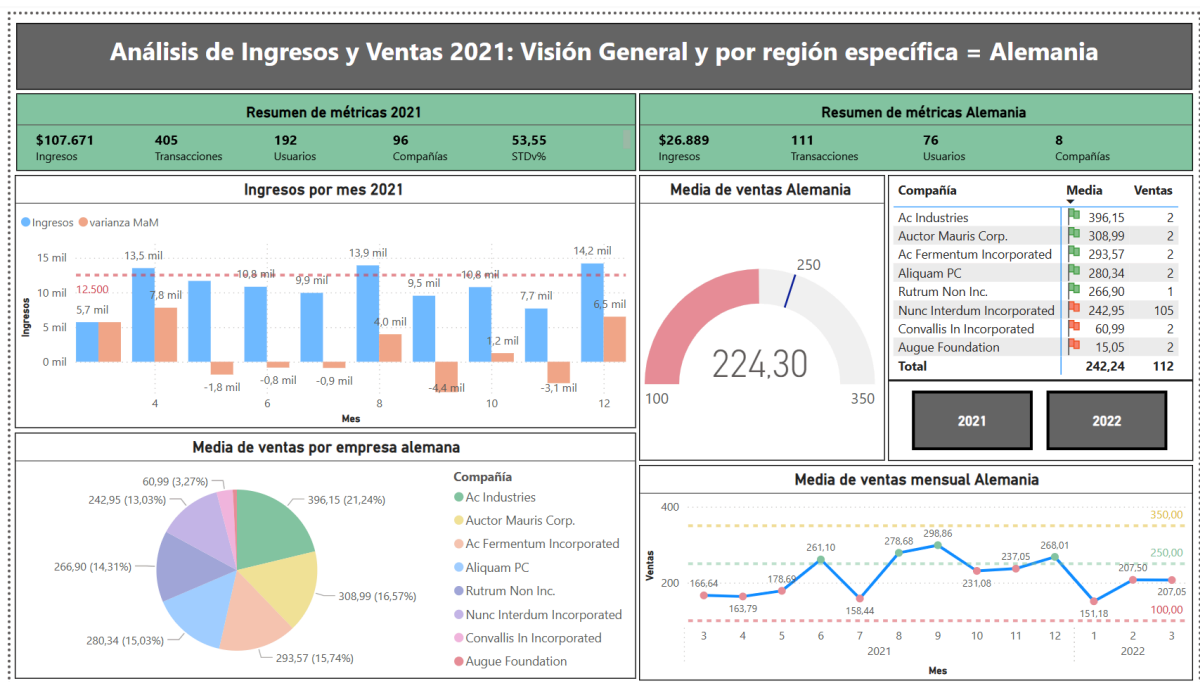 Análisis de Ingresos y Ventas 2021: Visión General y por región específica = Alemania
Resumen de métricas 2021
$107.671 405 192 96 53,55
Ingresos Transacciones Usuarios Compañías STDv%
Resumen de métricas Alemania
$26.889 111 76 8
Ingresos Transacciones Usuarios Compañías
Ingresos por mes 2021
Ingresos varianza MaM
15 mil
10 mil
5 mil
0 mil
Ingresos
12.500
5,7 mil
13,5 mil
7,8 mil
-1,8 mil
10,8 mil
-0,8 mil
9,9 mil
-0,9 mil
13,9 mil
4,0 mil
9,5 mil
-4,4 mil
10,8 mil
1,2 mil
7,7 mil
-3,1 mil
14,2 mil
6,5 mil
4 6 8 10 12
Mes
Media de ventas Alemania
250
224,30
100 350
Compañía Media Ventas
Ac Industries 396,15 2
Auctor Mauris Corp. 308,99 2
Ac Fermentum Incorporated 293,57 2
Aliquam PC 280,34 2
Rutrum Non Inc. 266,90 1
Nunc Interdum Incorporated 242,95 105
Convallis In Incorporated 60,99 2
Augue Foundation 15,05 2
Total 242,24 112
2021 2022
Media de ventas por empresa alemana
60,99 (3,27%)
242,95 (13,03%)
266,90 (14,31%)
280,34 (15,03%)
396,15 (21,24%)
308,99 (16,57%)
293,57 (15,74%)
Compañía
Ac Industries
Auctor Mauris Corp.
Ac Fermentum Incorporated
Aliquam PC
Rutrum Non Inc.
Nunc Interdum Incorporated
Convallis In Incorporated
Augue Foundation
Media de ventas mensual Alemania
400
200
Ventas
350,00
250,00
100,00
166,64
163,79
178,69
261,10
158,44
278,68
298,86
231,08
237,05
268,01
151,18
207,50
207,05
3 4 5 6 7 8 9 10 11 12 1 2 3
2021 2022
Mes